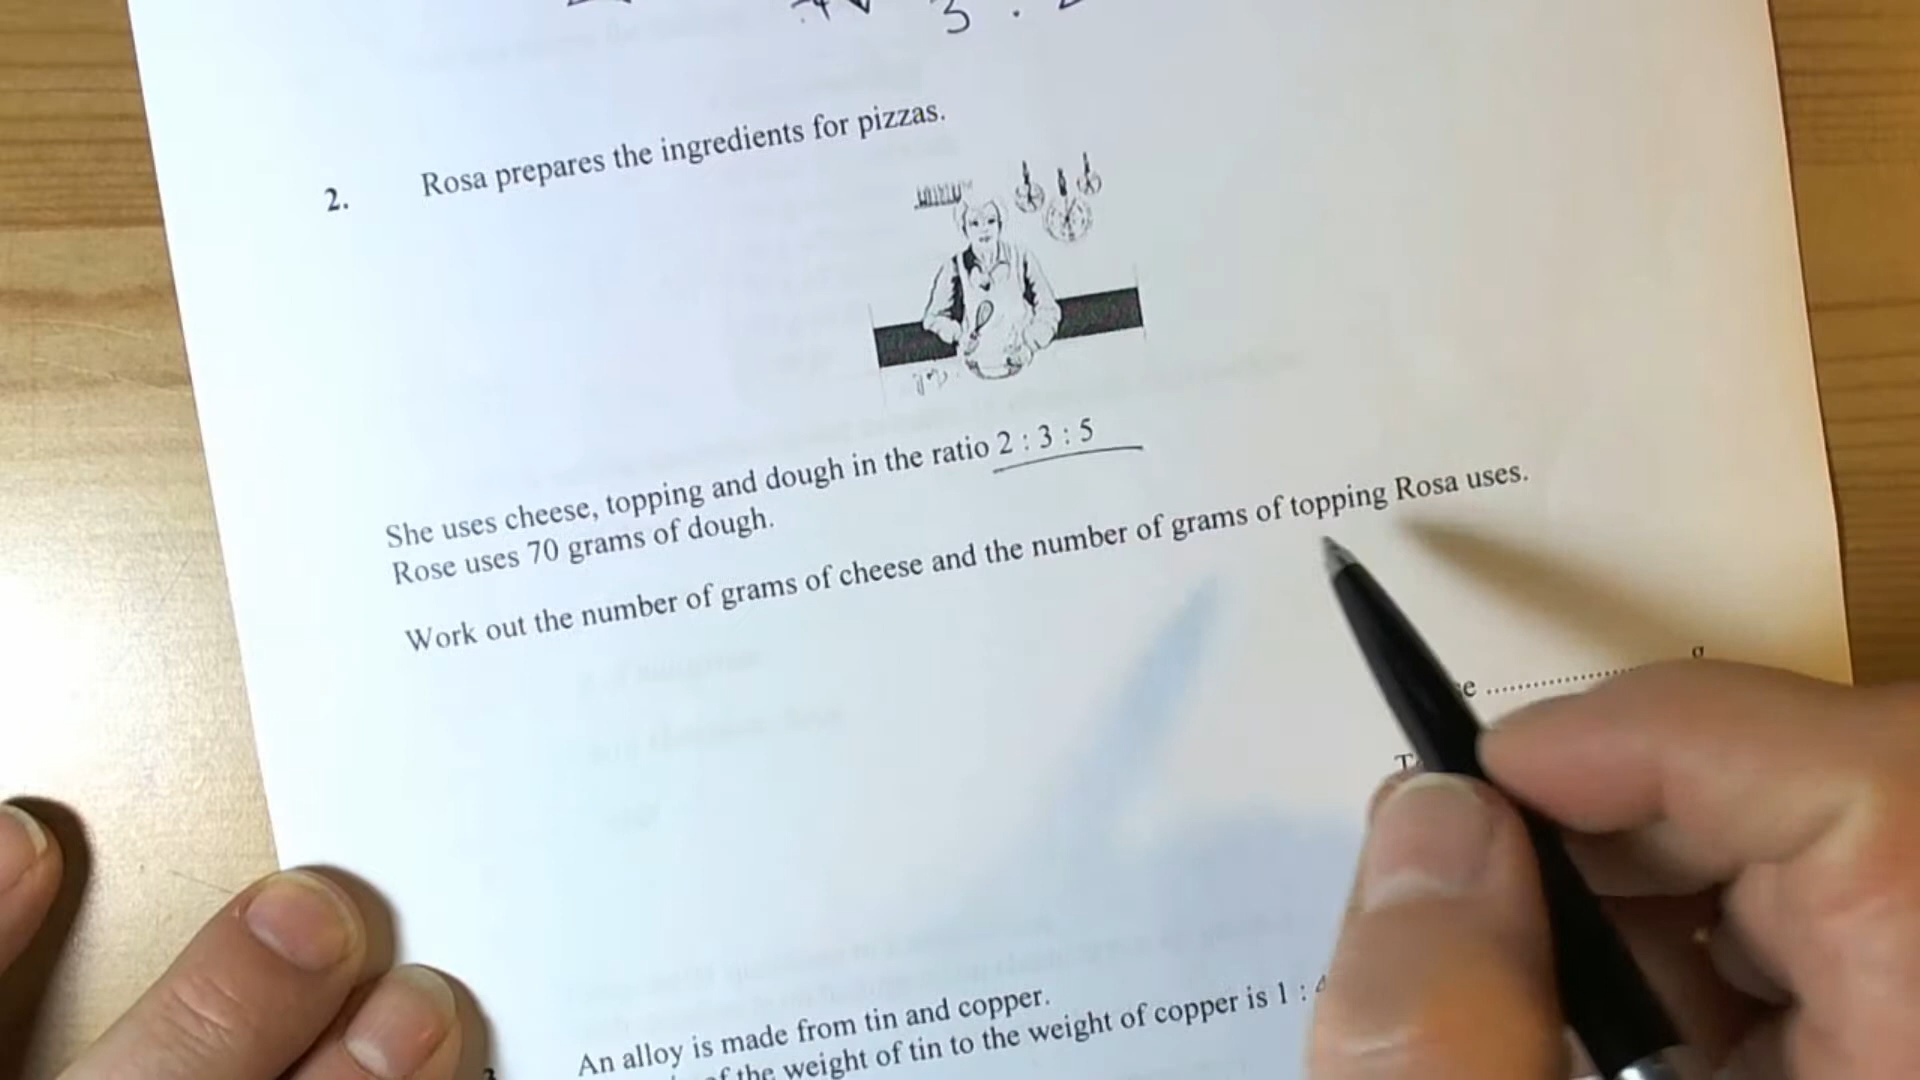 3 :
2. Rosa prepares the ingredients for pizzas.
She uses cheese, topping and dough in the ratio 2 : 3 : 5
Rose uses 70 grams of dough.
Work out the number of grams of cheese and the number of grams of topping Rosa uses.
g
An alloy is made from tin and copper.
3 of the weight of tin to the weight of copper is 1 :